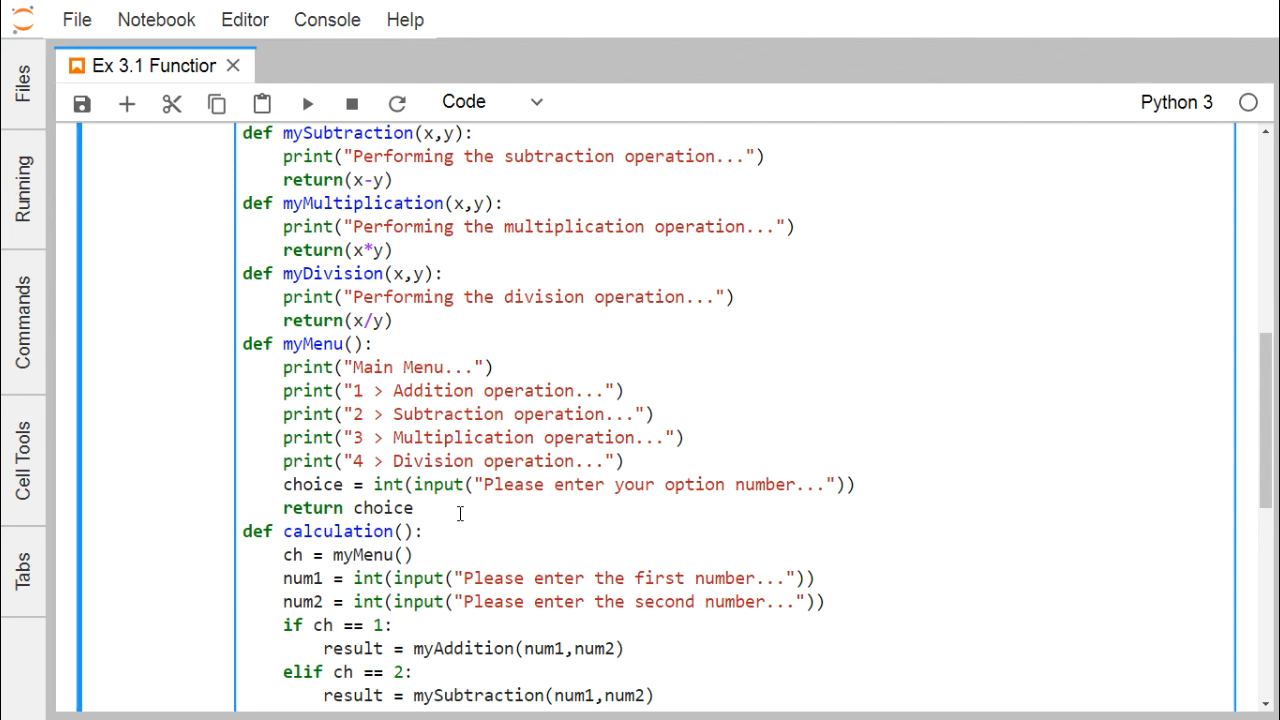 File Notebook Editor Console Help
Files
Running
Commands
Cell Tools
Tabs
Ex 3.1 Functior
Code
Python 3
def mySubtraction(x,y):
    print("Performing the subtraction operation...")
    return(x-y)
def myMultiplication(x,y):
    print("Performing the multiplication operation...")
    return(x*y)
def myDivision(x,y):
    print("Performing the division operation...")
    return(x/y)
def myMenu():
    print("Main Menu...")
    print("1 > Addition operation...")
    print("2 > Subtraction operation...")
    print("3 > Multiplication operation...")
    print("4 > Division operation...")
    choice = int(input("Please enter your option number..."))
    return choice
def calculation():
    ch = myMenu()
    num1 = int(input("Please enter the first number..."))
    num2 = int(input("Please enter the second number..."))
    if ch == 1:
        result = myAddition(num1,num2)
    elif ch == 2:
        result = mySubtraction(num1,num2)